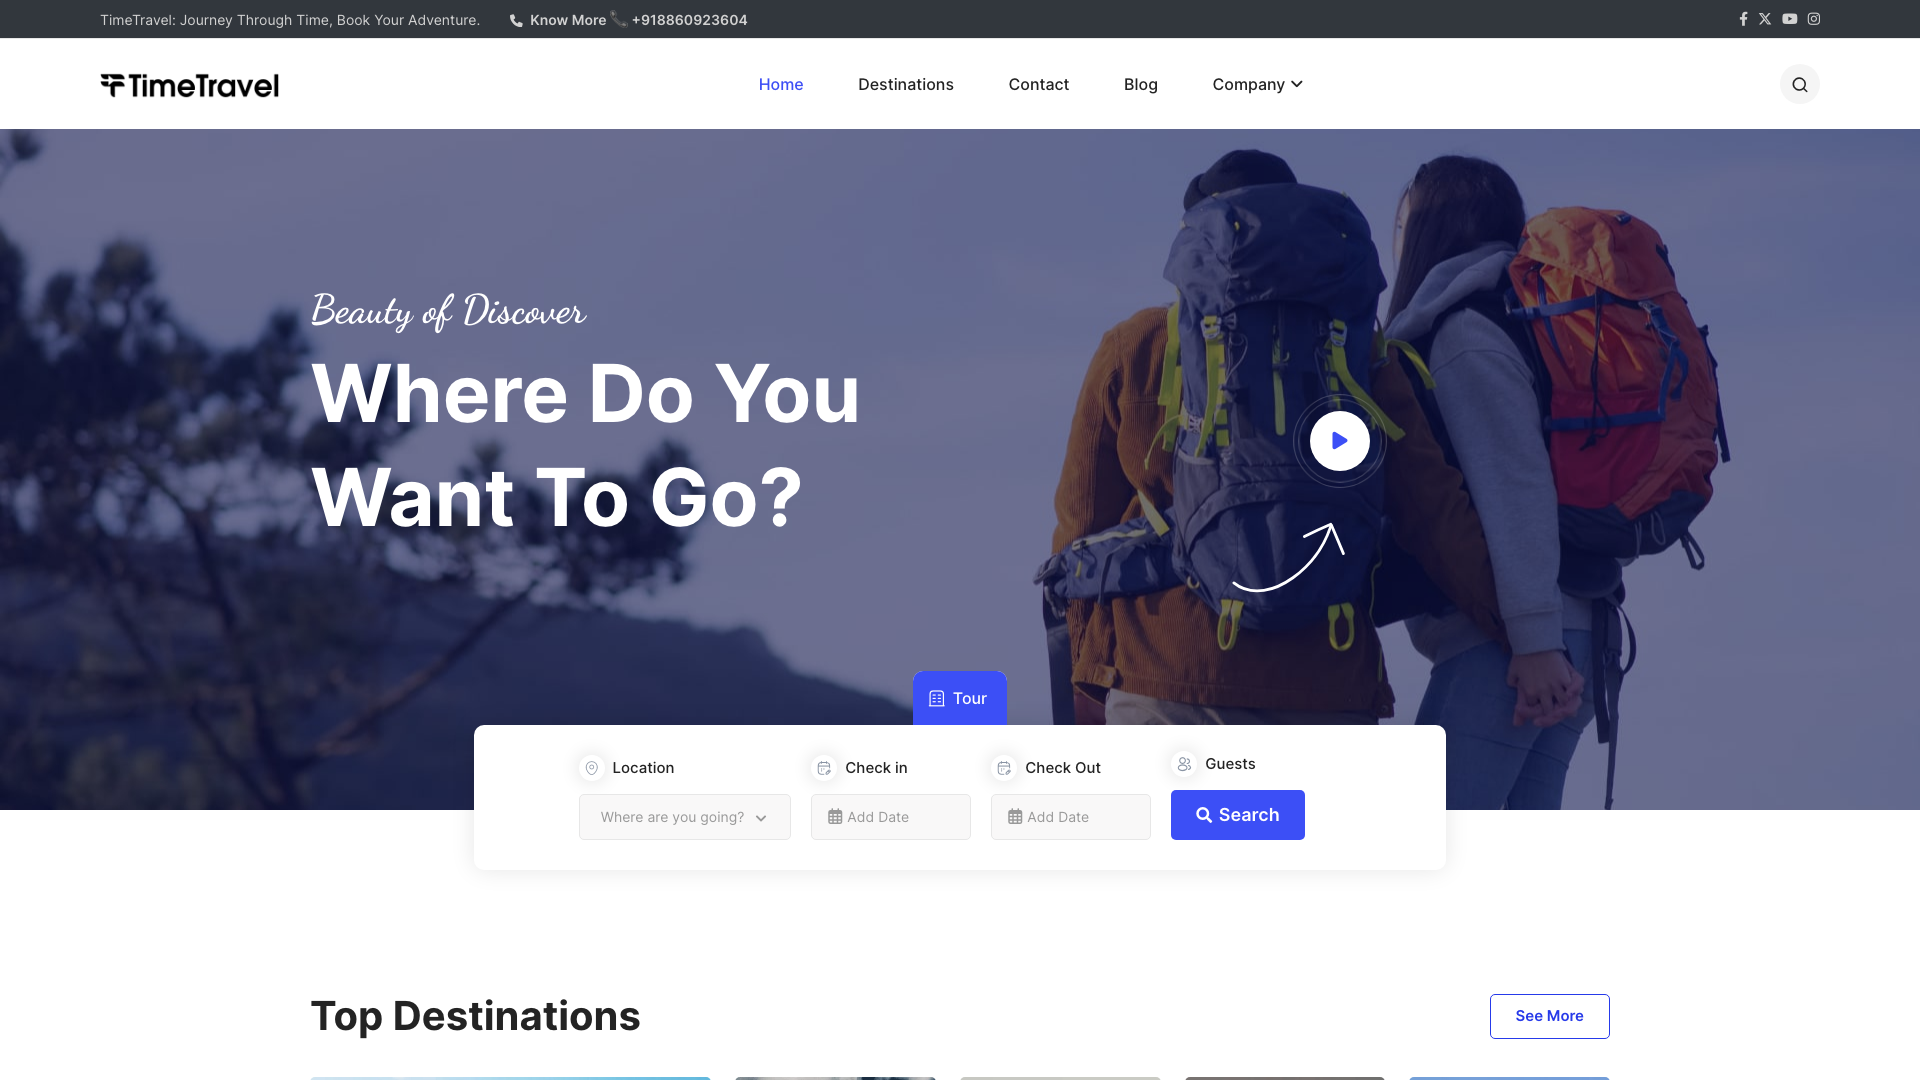 TimeTravel: Journey Through Time, Book Your Adventure.
Know More 📞 +918860923604
TimeTravel
Home
Destinations
Contact
Blog
Company
Beauty of Discover
Where Do You
Want To Go?
Tour
Location
Check in
Check Out
Guests
Where are you going?
Add Date
Add Date
Search
Top Destinations
See More